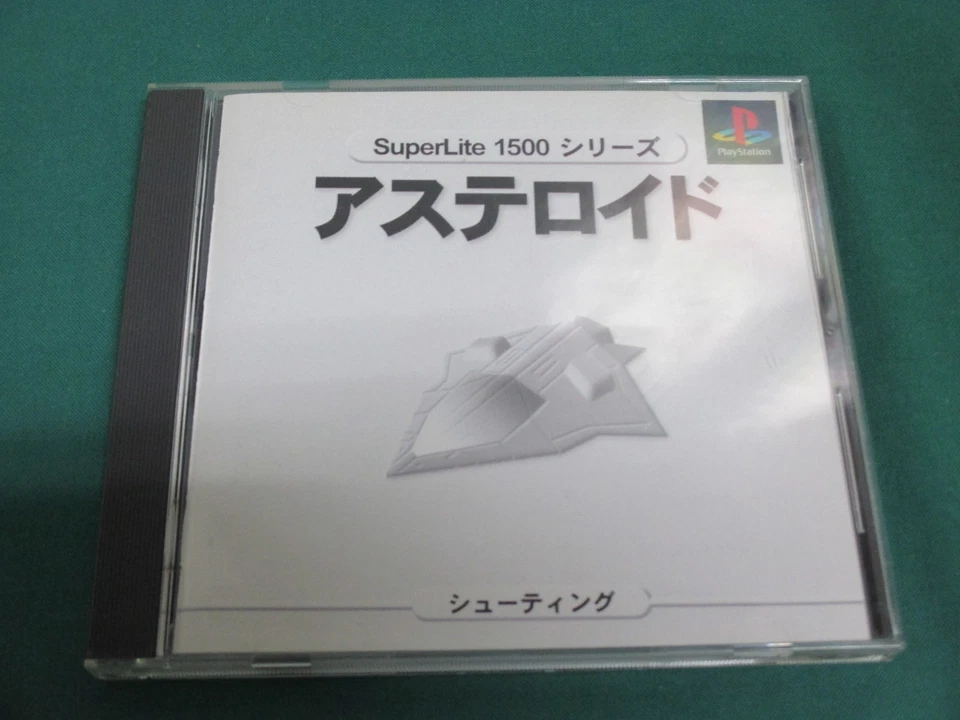 PlayStation
SuperLite 1500 シリーズ
アステロイド
シューティング